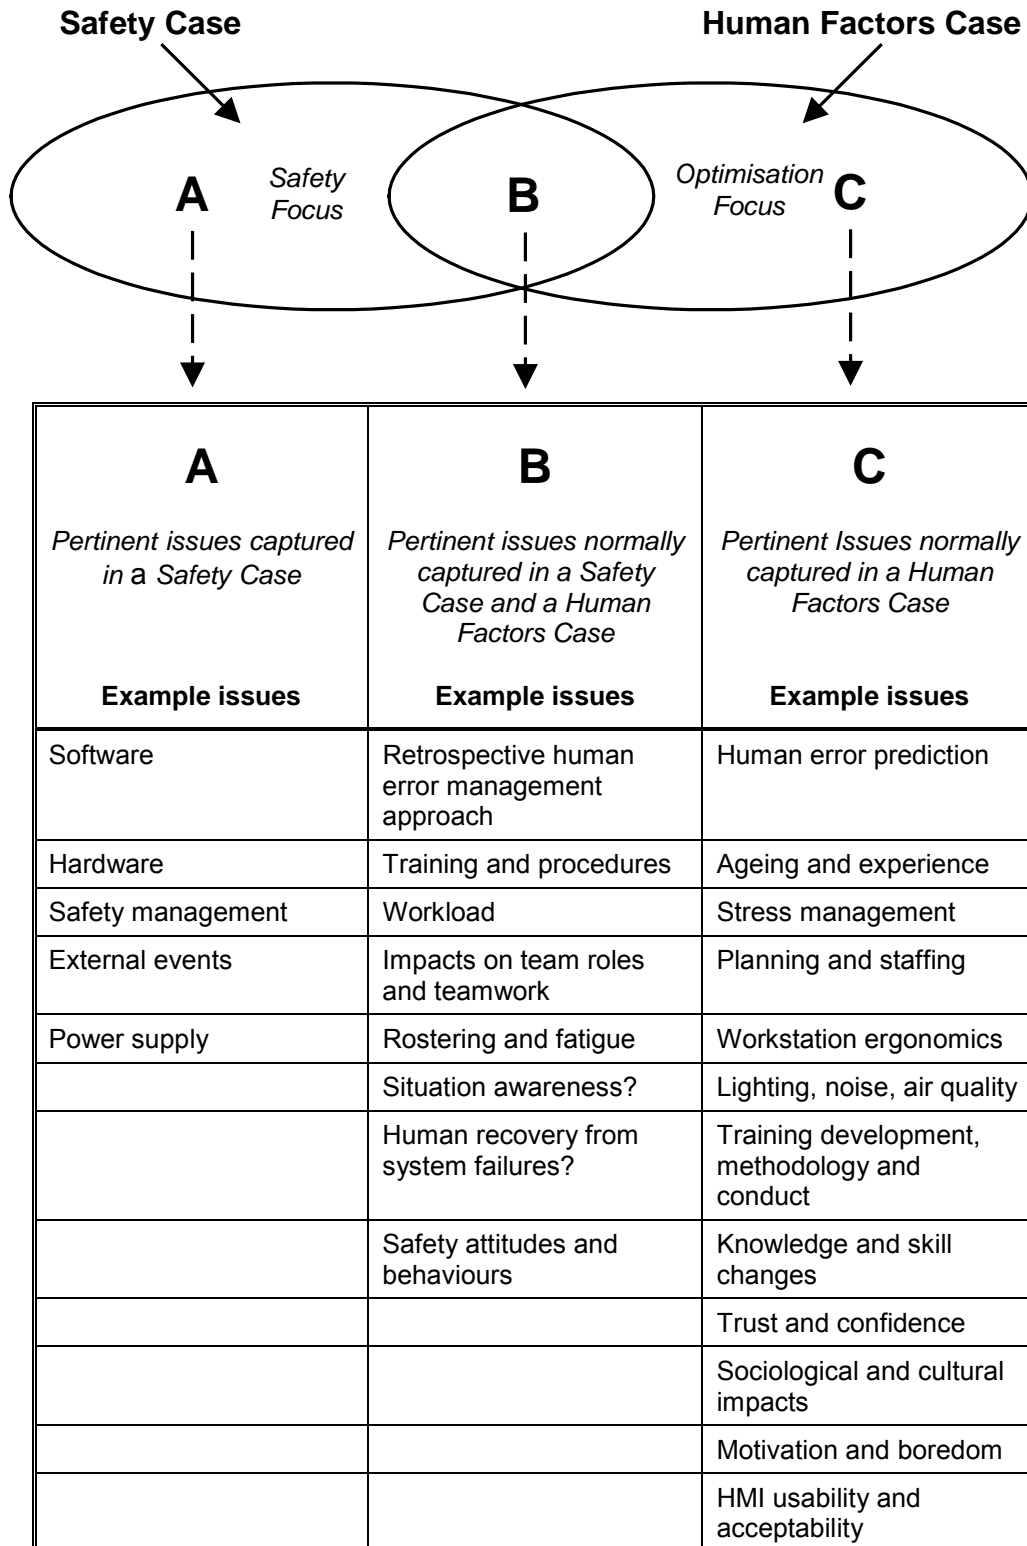 Safety Case
Human Factors Case
A
Safety
Focus
B
Optimisation
Focus
C
A
Pertinent issues captured
in a Safety Case
Example issues
B
Pertinent issues normally
captured in a Safety
Case and a Human
Factors Case
Example issues
C
Pertinent Issues normally
captured in a Human
Factors Case
Example issues
Software
Retrospective human
error management
approach
Human error prediction
Hardware
Training and procedures
Ageing and experience
Safety management
Workload
Stress management
External events
Impacts on team roles
and teamwork
Planning and staffing
Power supply
Rostering and fatigue
Workstation ergonomics
Situation awareness?
Lighting, noise, air quality
Human recovery from
system failures?
Training development,
methodology and
conduct
Safety attitudes and
behaviours
Knowledge and skill
changes
Trust and confidence
Sociological and cultural
impacts
Motivation and boredom
HMI usability and
acceptability